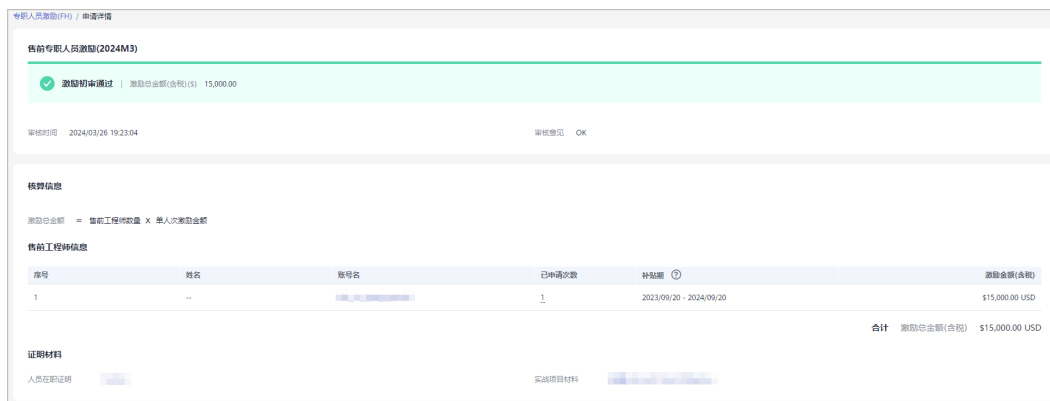 专职人员激励(FH) / 申请详情
售前专职人员激励(2024M3)
激励初审通过 | 激励总金额(含税)($) 15,000.00
审核时间 2024/03/26 19:23:04 审核意见 OK
核算信息
激励总金额 = 售前工程师数量 X 单人次激励金额
售前工程师信息
序号 姓名 账号名 已申请次数 补贴期 ? 激励金额(含税)
1 -- 1 2023/09/20 - 2024/09/20 $15,000.00 USD
合计 激励总金额(含税) $15,000.00 USD
证明材料
人员在职证明 实战项目材料